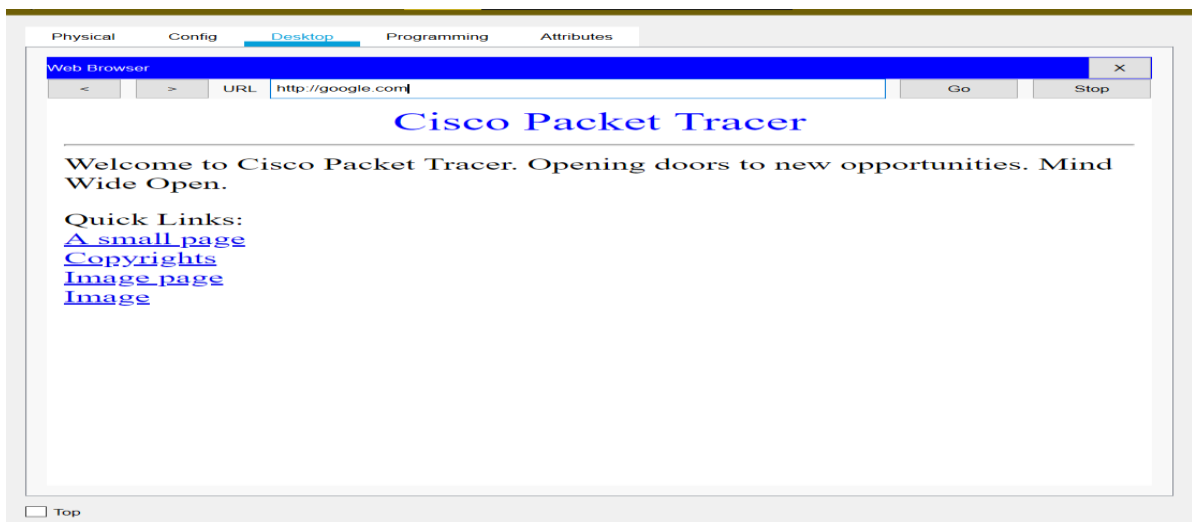 Physical Config Desktop Programming Attributes
Web Browser X
< > URL http://google.com Go Stop
Cisco Packet Tracer
Welcome to Cisco Packet Tracer. Opening doors to new opportunities. Mind
Wide Open.
Quick Links:
A small page
Copyrights
Image page
Image
Top